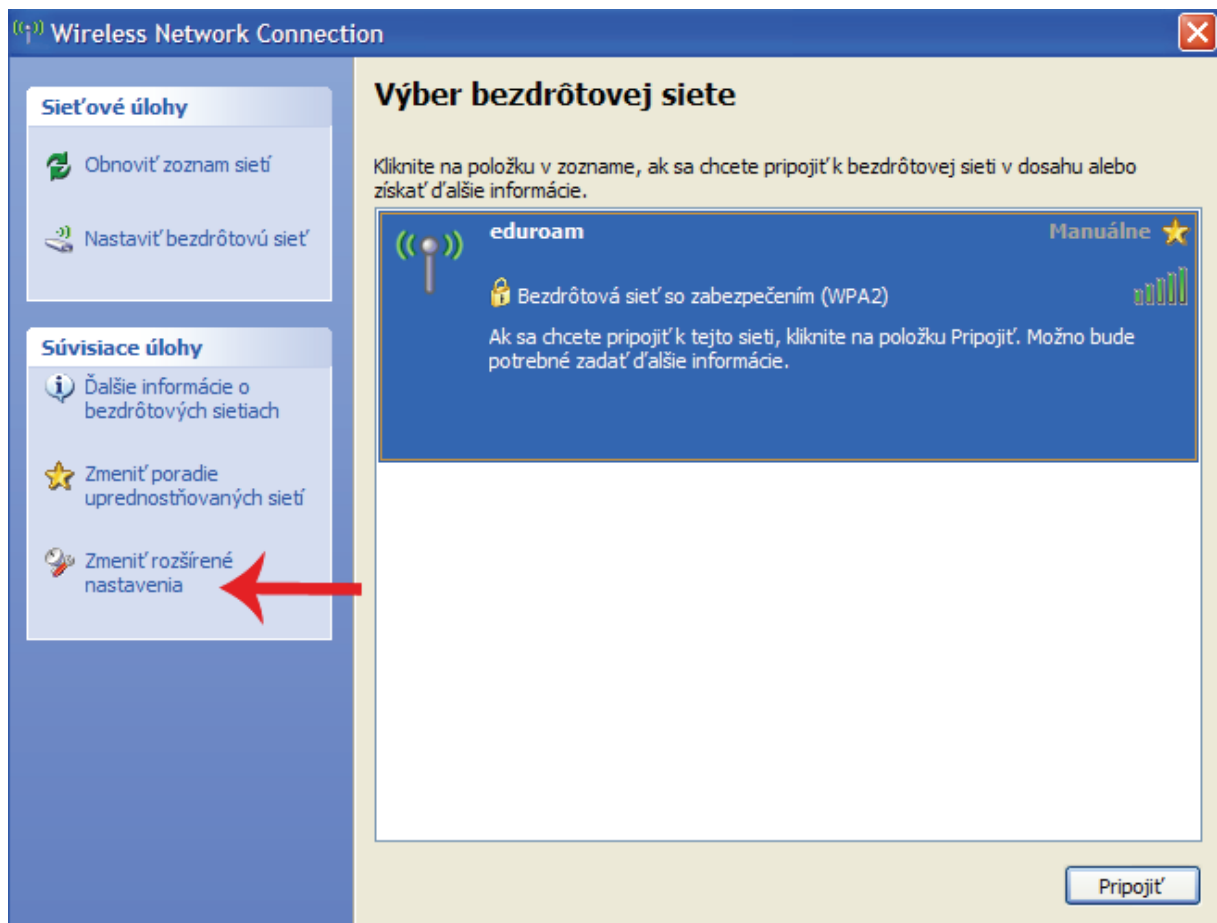 Wireless Network Connection
Sieťové úlohy
Obnoviť zoznam sietí
Nastaviť bezdrôtovú sieť
Súvisiace úlohy
Ďalšie informácie o
bezdrôtových sietiach
Zmeniť poradie
uprednostňovaných sietí
Zmeniť rozšírené
nastavenia
Výber bezdrôtovej siete
Kliknite na položku v zozname, ak sa chcete pripojiť k bezdrôtovej sieti v dosahu alebo
získať ďalšie informácie.
eduroam
Manuálne
Bezdrôtová sieť so zabezpečením (WPA2)
Ak sa chcete pripojiť k tejto sieti, kliknite na položku Pripojiť. Možno bude
potrebné zadať ďalšie informácie.
Pripojiť